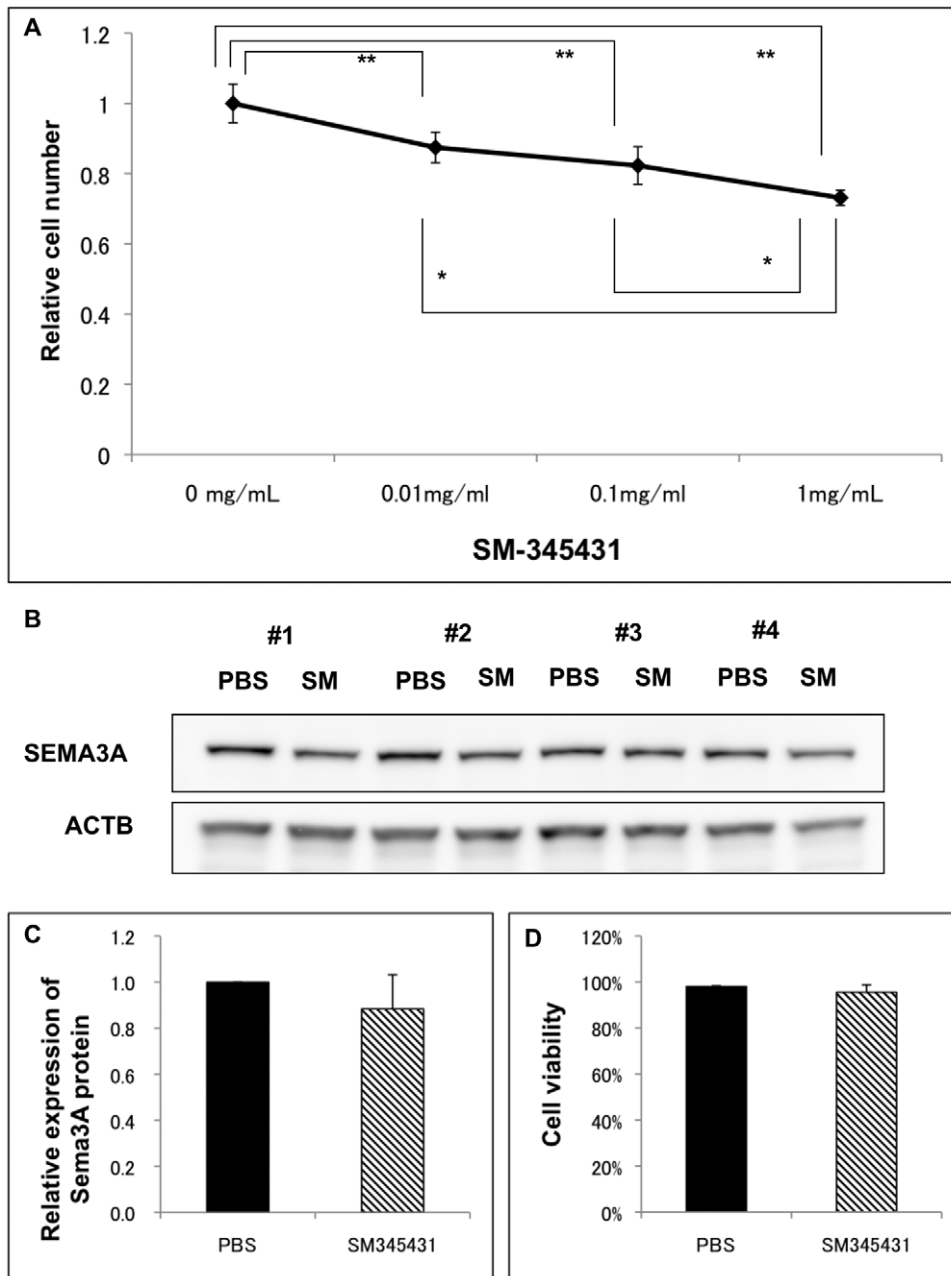 A
1.2
1
0.8
0.6
0.4
0.2
0
Relative cell number
**
**
**
*
*
0 mg/mL
0.01mg/ml
0.1mg/ml
1mg/mL
SM-345431
B
#1
#2
#3
#4
PBS SM PBS SM PBS SM PBS SM
SEMA3A
ACTB
C
1.2
1.0
0.8
0.6
0.4
0.2
0.0
Relative expression of
Sema3A protein
PBS
SM345431
D
120%
100%
80%
60%
40%
20%
0%
Cell viability
PBS
SM345431